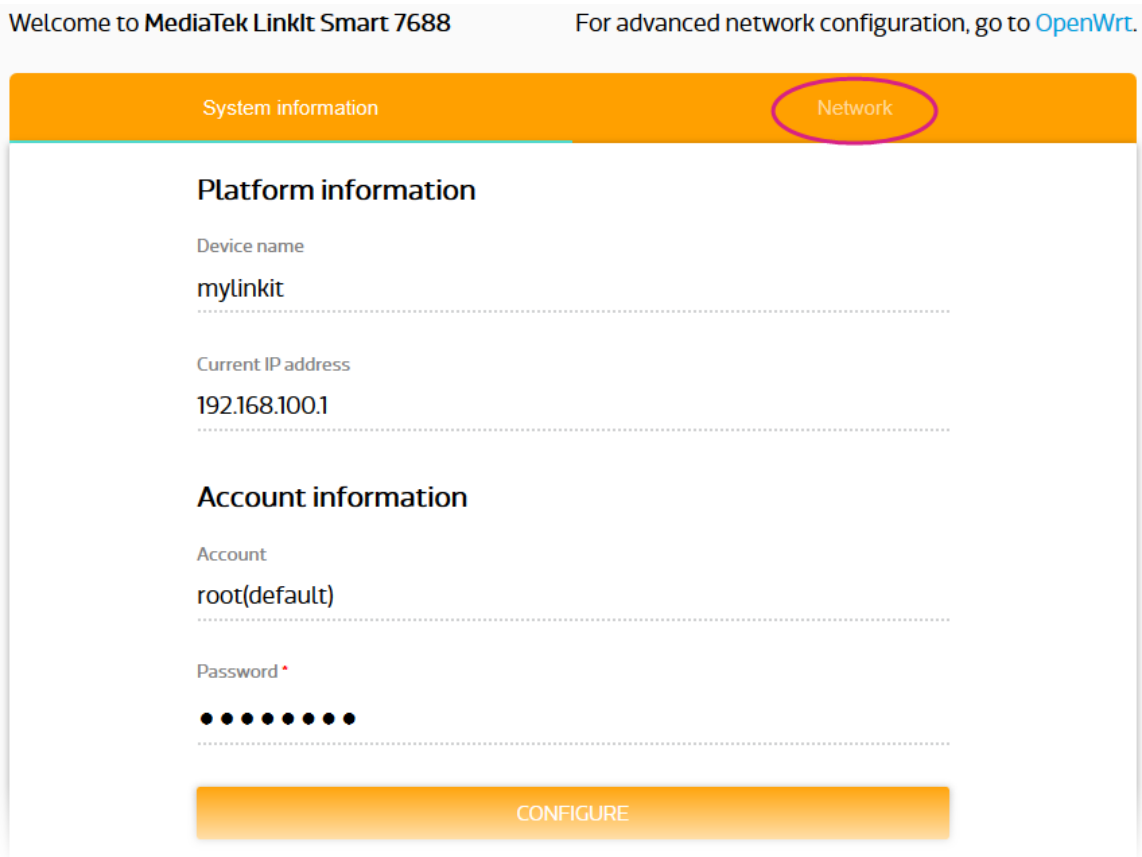 Welcome to MediaTek LinkIt Smart 7688
For advanced network configuration, go to OpenWrt.
System information
Network
Platform information
Device name
mylinkit
Current IP address
192.168.100.1
Account information
Account
root(default)
Password *
●●●●●●●●
CONFIGURE